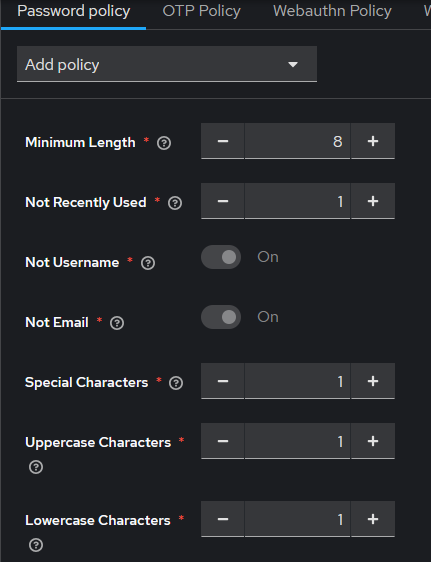 Password policy OTP Policy Webauthn Policy
Add policy
Minimum Length * ? − 8 +
Not Recently Used * ? − 1 +
Not Username * ? On
Not Email * ? On
Special Characters * ? − 1 +
Uppercase Characters * − 1 +
?
Lowercase Characters * − 1 +
?